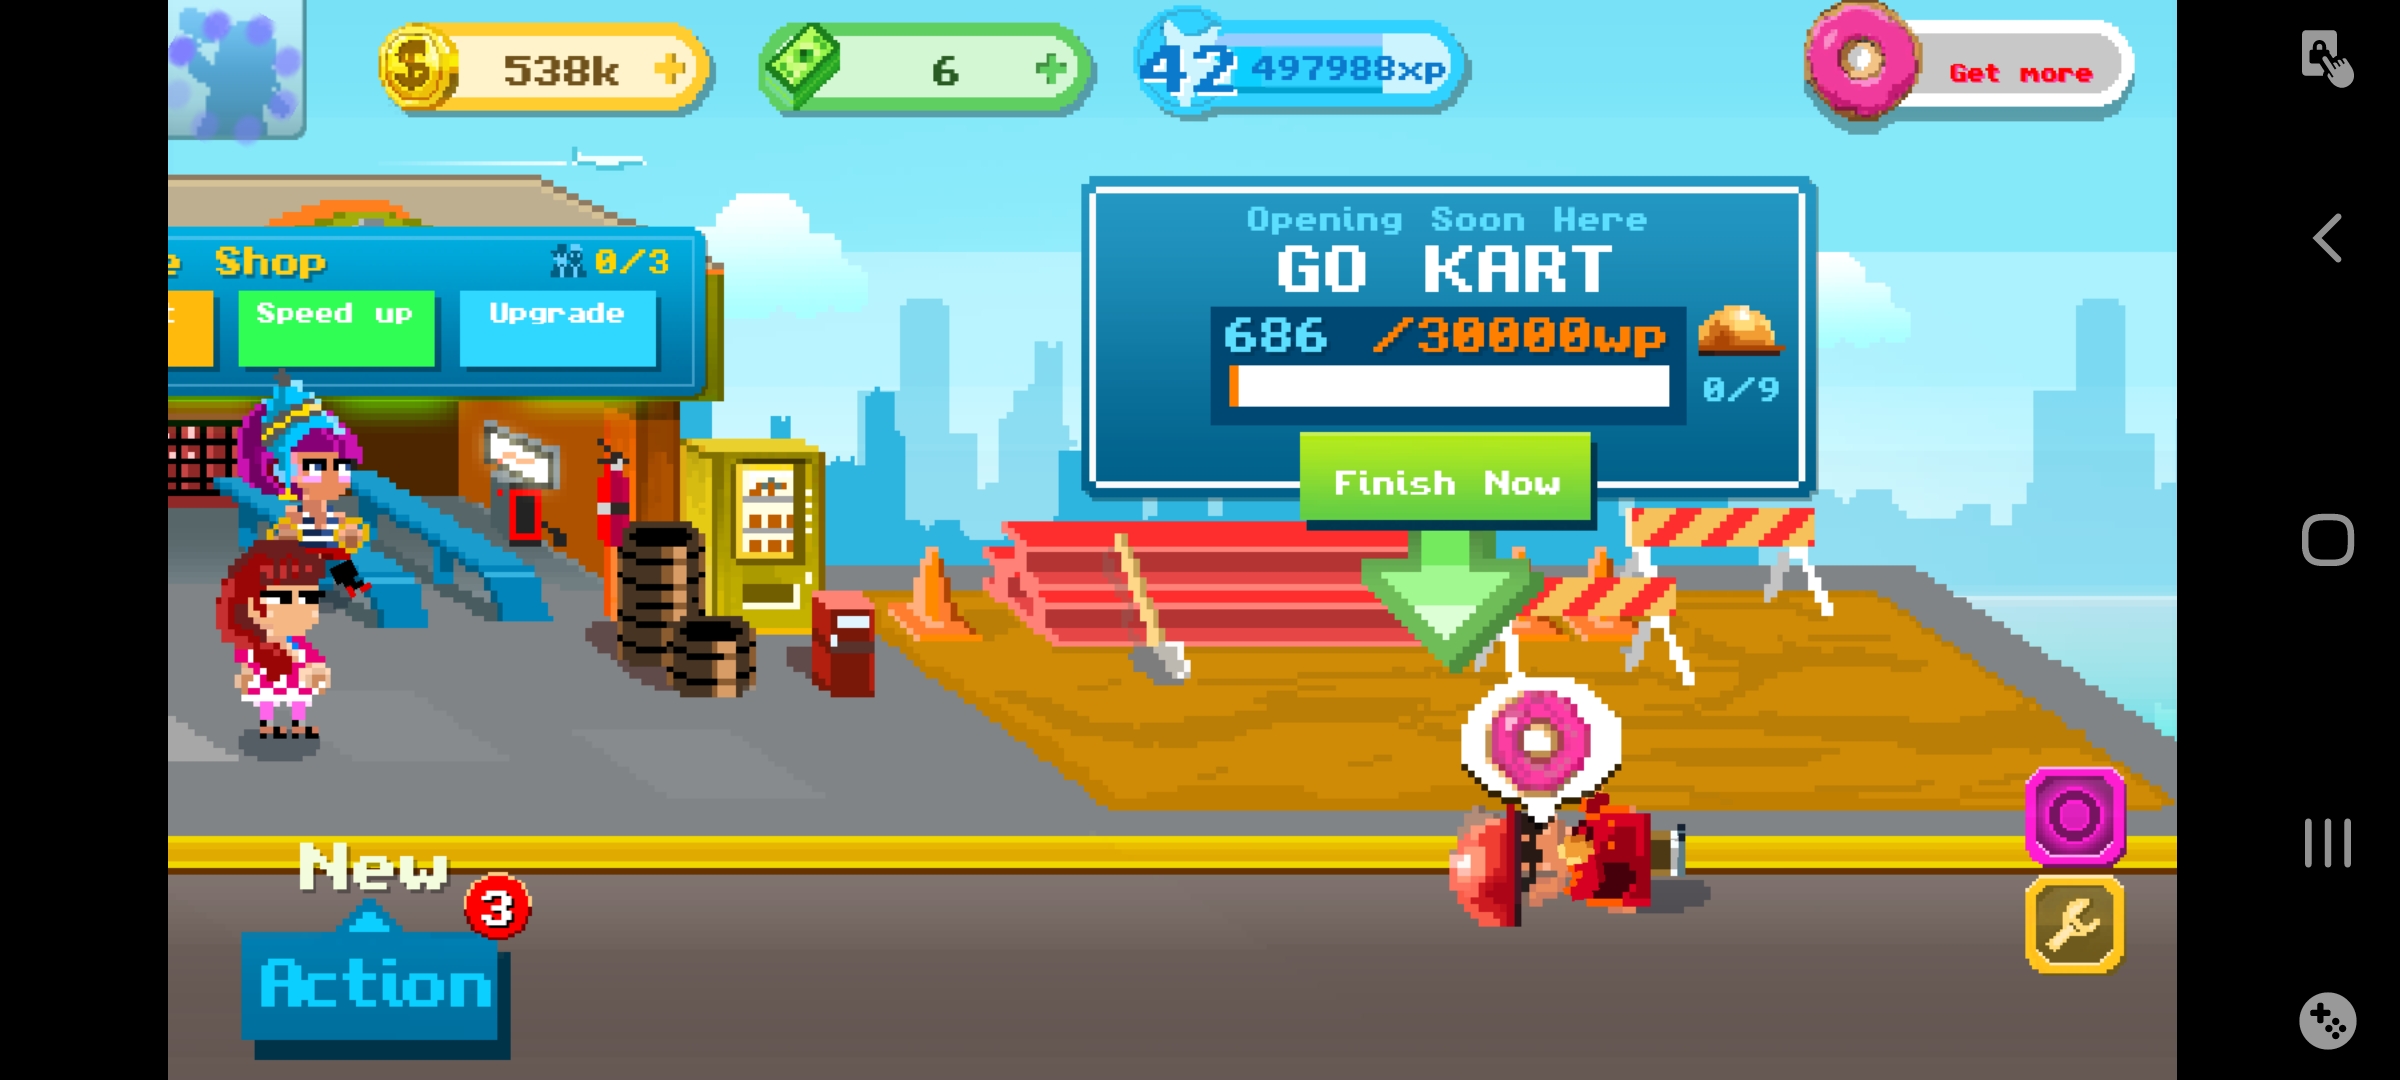 538k
6
42
497988xp
Get more
Shop
0/3
Speed up
Upgrade
Opening Soon Here
GO KART
686 /30000wp
0/9
Finish Now
New
3
Action